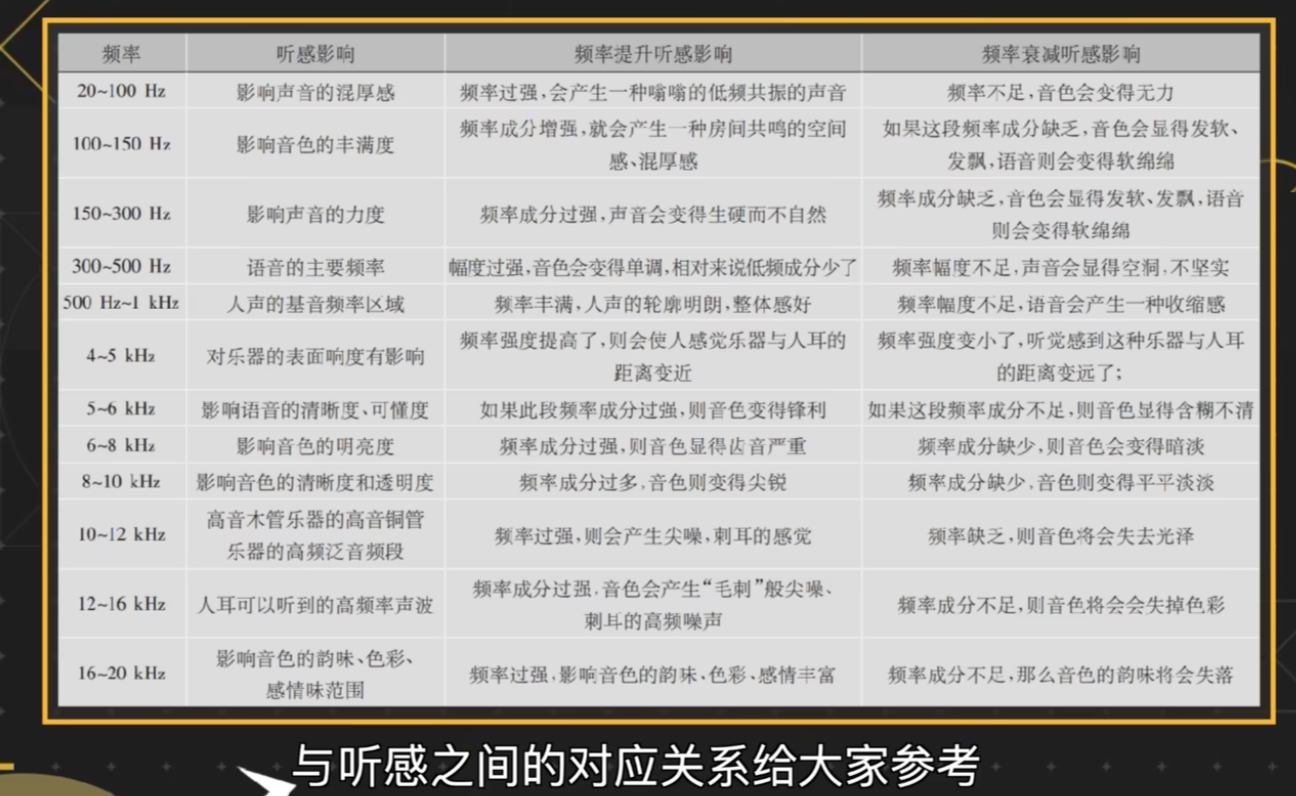 频率 听感影响 频率提升听感影响 频率衰减听感影响
20~100 Hz 影响声音的混厚感 频率过强,会产生一种嗡嗡的低频共振的声音 频率不足,音色会变得无力
100~150 Hz 影响音色的丰满度 频率成分增强,就会产生一种房间共鸣的空间 如果这段频率成分缺乏,音色会显得发软、
感、混厚感 发飘,语音则会变得软绵绵
150~300 Hz 影响声音的力度 频率成分过强,声音会变得生硬而不自然 频率成分缺乏,音色会显得发软、发飘,语音
则会变得软绵绵
300~500 Hz 语音的主要频率 幅度过强,音色会变得单调,相对来说低频成分少了 频率幅度不足,声音会显得空洞,不坚实
500 Hz~1 kHz 人声的基音频率区域 频率丰满,人声的轮廓明朗,整体感好 频率幅度不足,语音会产生一种收缩感
4~5 kHz 对乐器的表面响度有影响 频率强度提高了,则会使人感觉乐器与人耳的 频率强度变小了,听觉感到这种乐器与人耳
距离变近 的距离变远了;
5~6 kHz 影响语音的清晰度、可懂度 如果此段频率成分过强,则音色变得锋利 如果这段频率成分不足,则音色显得含糊不清
6~8 kHz 影响音色的明亮度 频率成分过强,则音色显得齿音严重 频率成分缺少,则音色会变得暗淡
8~10 kHz 影响音色的清晰度和透明度 频率成分过多,音色则变得尖锐 频率成分缺少,音色则变得平平淡淡
10~12 kHz 高音木管乐器的高音铜管 频率过强,则会产生尖噪,刺耳的感觉 频率缺乏,则音色将会失去光泽
乐器的高频泛音频段
12~16 kHz 人耳可以听到的高频率声波 频率成分过强,音色会产生“毛刺”般尖噪、 频率成分不足,则音色将会会失掉色彩
刺耳的高频噪声
16~20 kHz 影响音色的韵味、色彩、 频率过强,影响音色的韵味、色彩、感情丰富 频率成分不足,那么音色的韵味将会失落
感情味范围
与听感之间的对应关系给大家参考